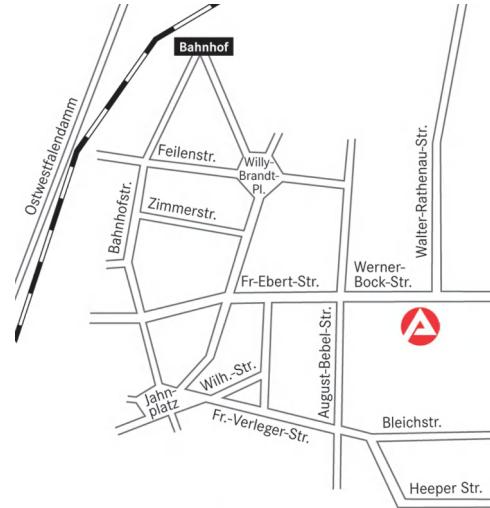 Bahnhof
Ostwestfalendamm
Feilenstr.
Willy-
Brandt-
Pl.
Walter-Rathenau-Str.
Bahnhofstr.
Zimmerstr.
Fr-Ebert-Str.
Werner-
Bock-Str.
August-Bebel-Str.
Wilh.-Str.
Jahn-
platz
Fr.-Verleger-Str.
Bleichstr.
Heeper Str.